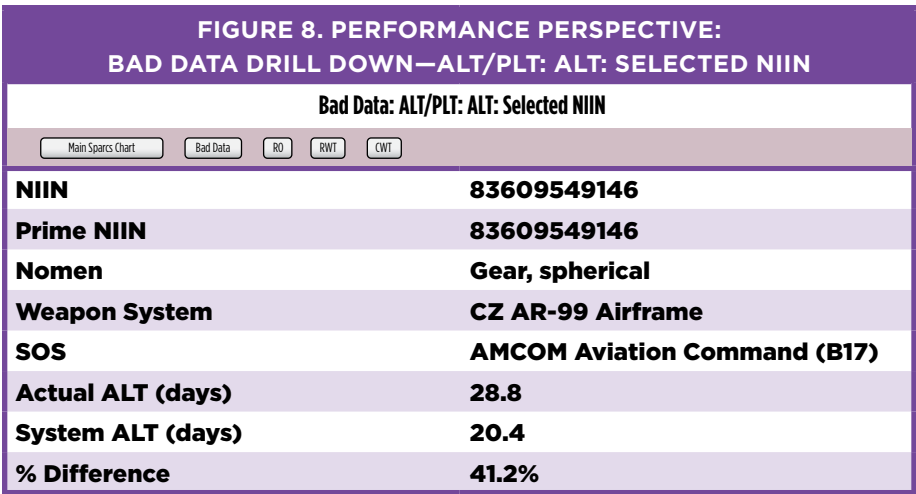 FIGURE 8. PERFORMANCE PERSPECTIVE:
BAD DATA DRILL DOWN—ALT/PLT: ALT: SELECTED NIIN
Bad Data: ALT/PLT: ALT: Selected NIIN
Main Sparcs Chart Bad Data RO RWT CWT
NIIN 83609549146
Prime NIIN 83609549146
Nomen Gear, spherical
Weapon System CZ AR-99 Airframe
SOS AMCOM Aviation Command (B17)
Actual ALT (days) 28.8
System ALT (days) 20.4
% Difference 41.2%